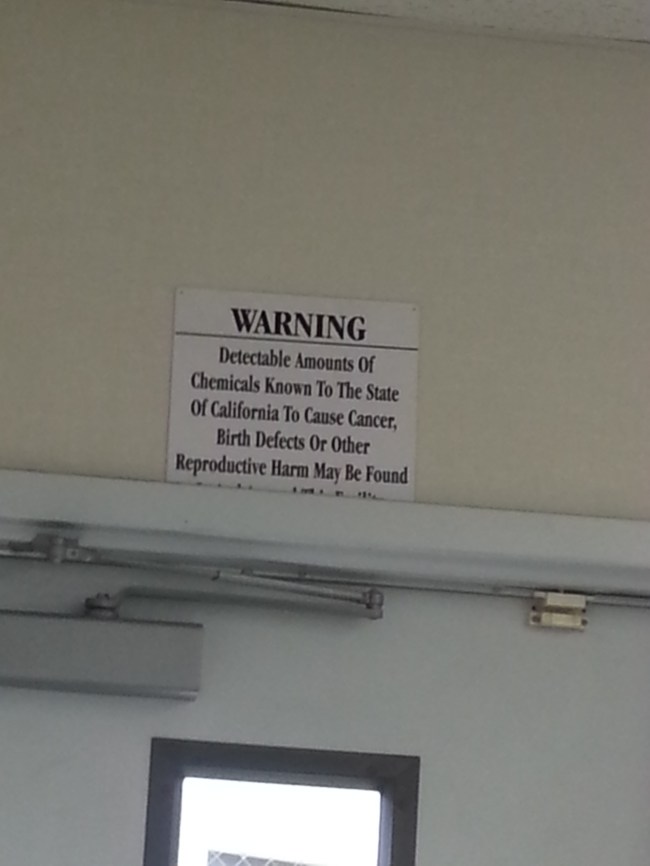 WARNING
Detectable Amounts Of
Chemicals Known To The State
Of California To Cause Cancer,
Birth Defects Or Other
Reproductive Harm May Be Found